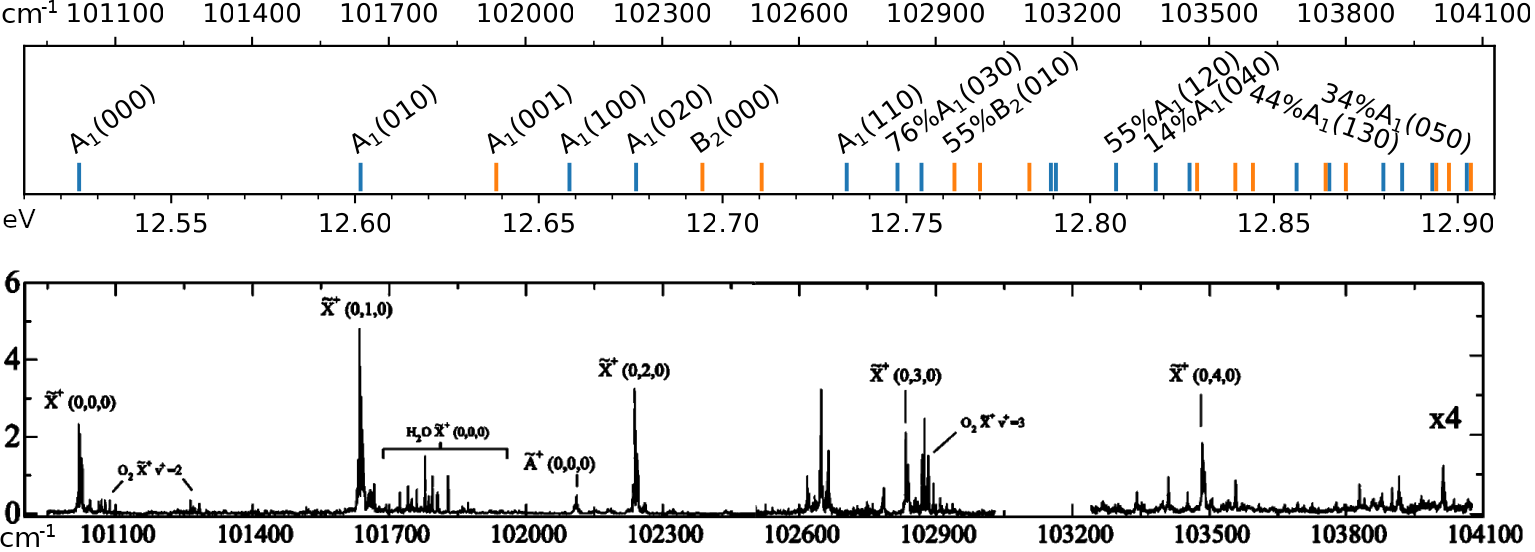 cm⁻¹ 101100 101400 101700 102000 102300 102600 102900 103200 103500 103800 104100
A₁(000) A₁(010) A₁(001) A₁(100) A₁(020) B₂(000) A₁(110) 76%A₁(030) 55%B₂(010) 55%A₁(120) 14%A₁(040) 44%A₁(130) 34%A₁(050)
eV 12.55 12.60 12.65 12.70 12.75 12.80 12.85 12.90
6
X̃⁺ (0,1,0)
4
X̃⁺ (0,0,0) X̃⁺ (0,2,0) X̃⁺ (0,3,0) X̃⁺ (0,4,0)
H₂O X̃⁺ (0,0,0) O₂ X̃⁺ v⁺=3 x4
2
O₂ X̃⁺ v⁺=2 Ã⁺ (0,0,0)
0
cm⁻¹ 101100 101400 101700 102000 102300 102600 102900 103200 103500 103800 104100